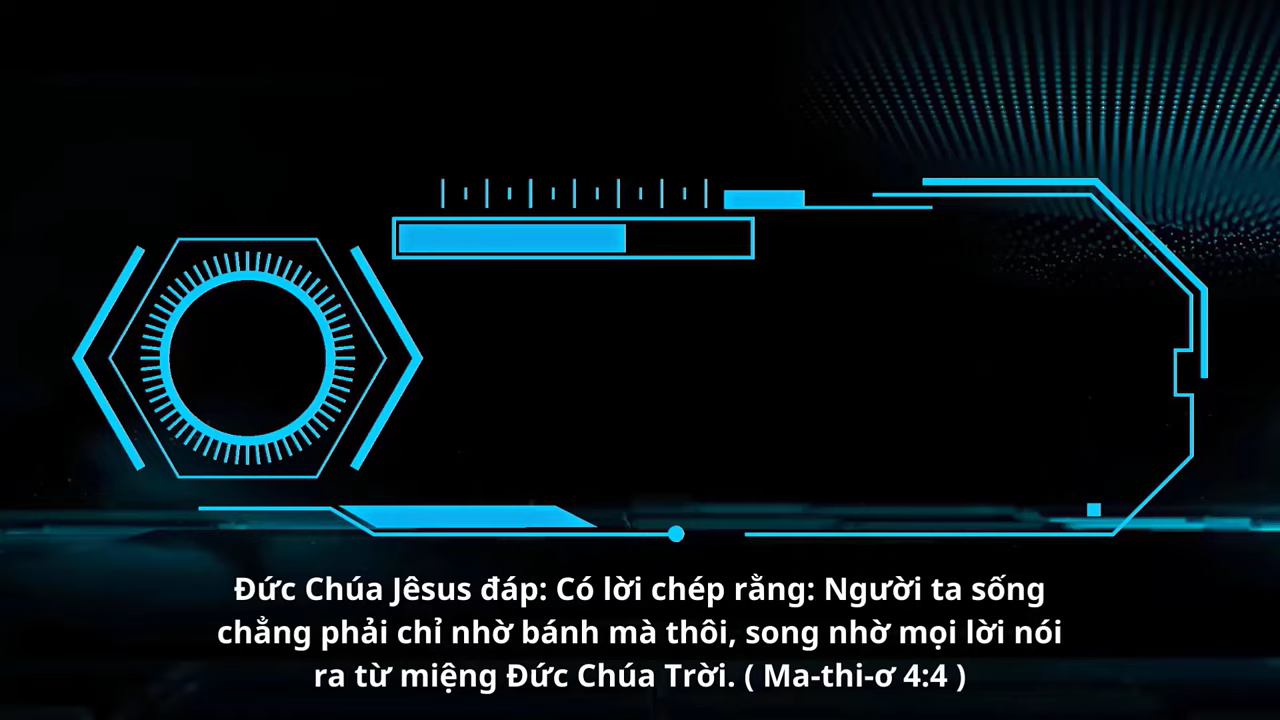 Đức Chúa Jêsus đáp: Có lời chép rằng: Người ta sống
chẳng phải chỉ nhờ bánh mà thôi, song nhờ mọi lời nói
ra từ miệng Đức Chúa Trời. ( Ma-thi-ơ 4:4 )